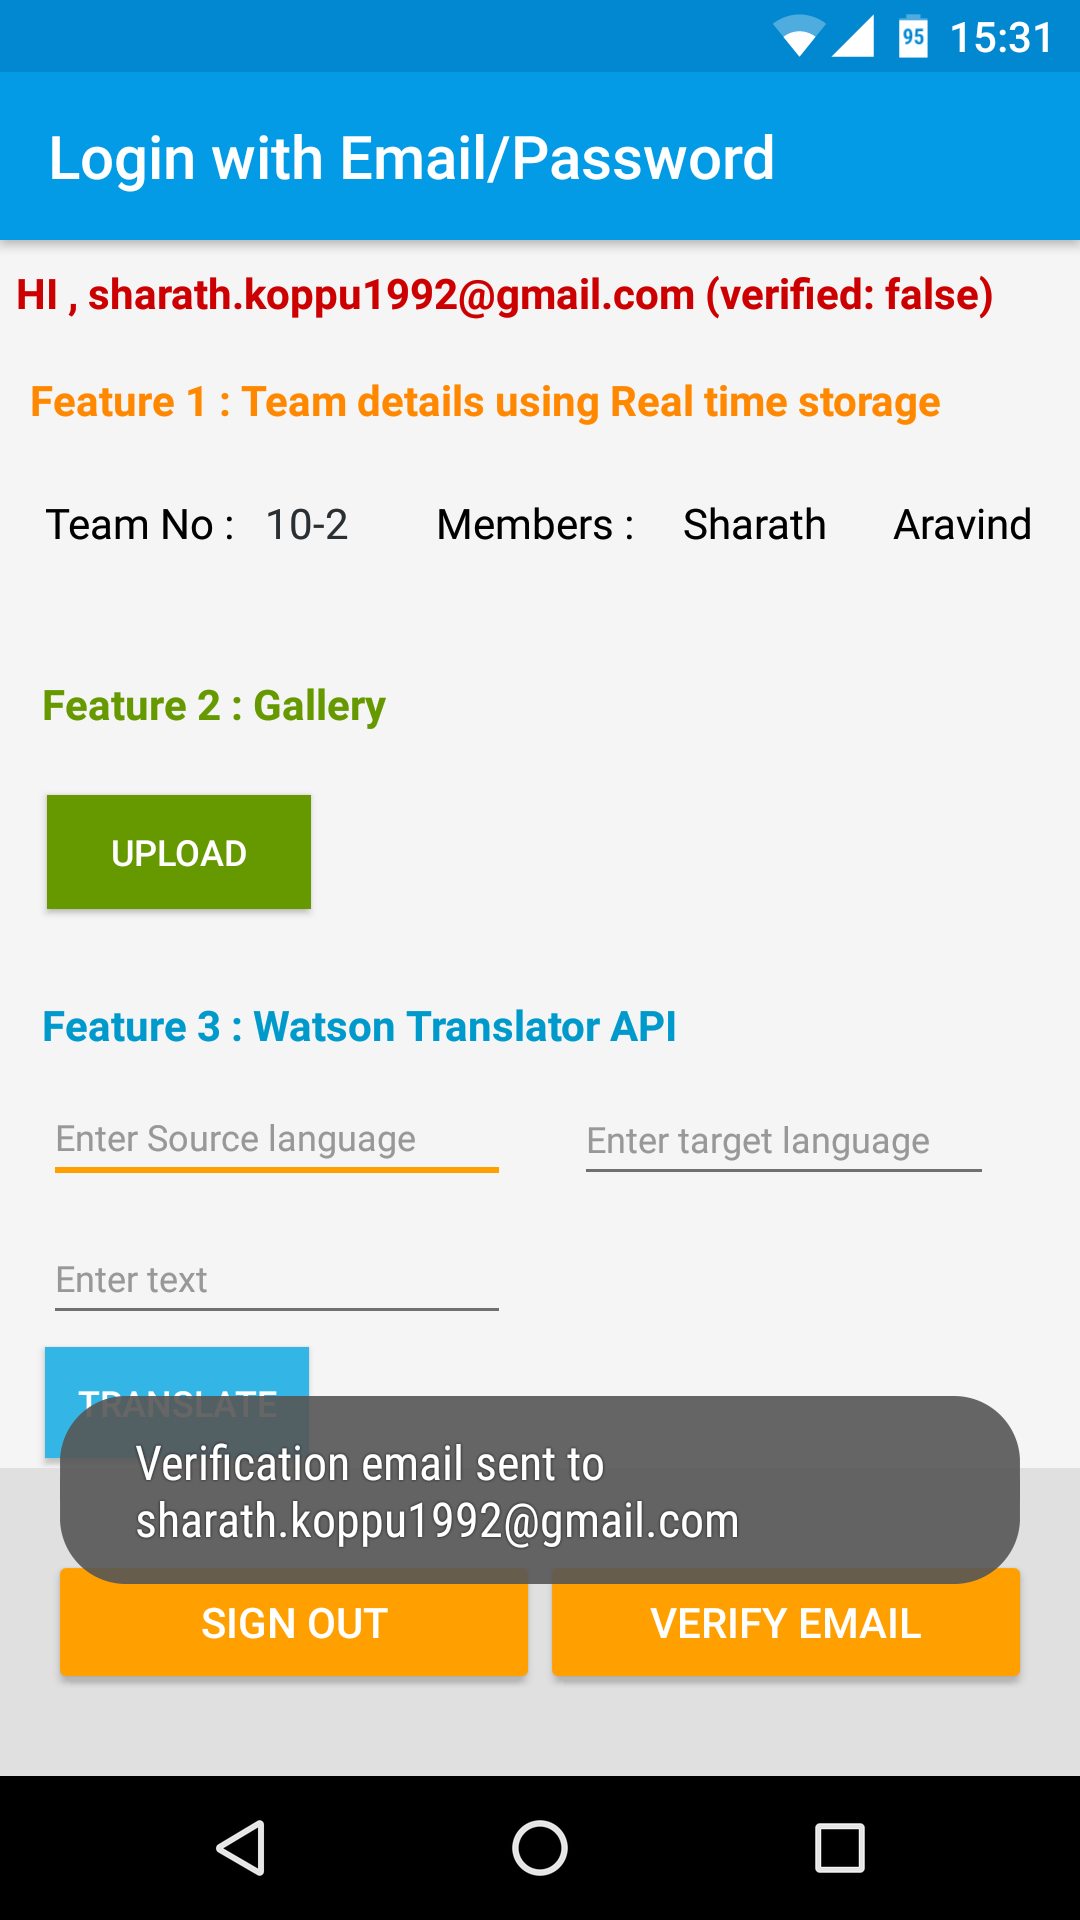 95 15:31
Login with Email/Password
HI , sharath.koppu1992@gmail.com (verified: false)
Feature 1 : Team details using Real time storage
Team No : 10-2 Members : Sharath Aravind
Feature 2 : Gallery
UPLOAD
Feature 3 : Watson Translator API
Enter Source language Enter target language
Enter text
TRANSLATE
Verification email sent to
sharath.koppu1992@gmail.com
SIGN OUT VERIFY EMAIL